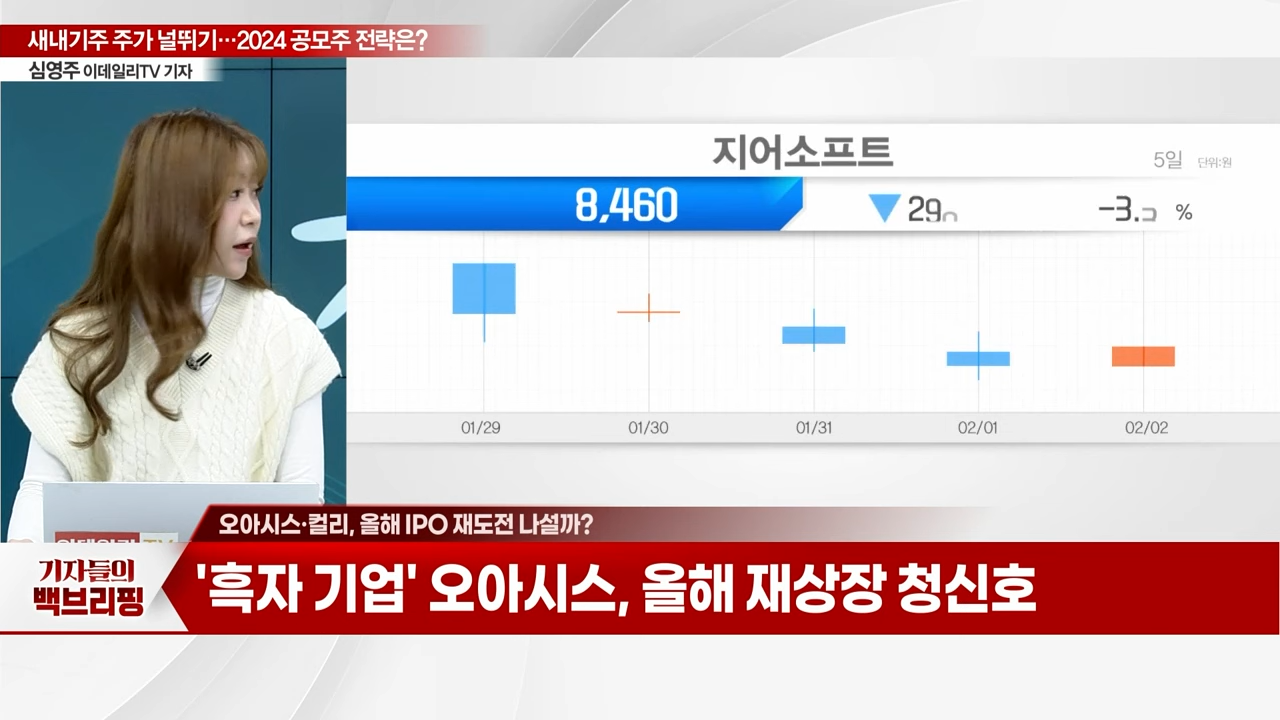 새내기주 주가 널뛰기…2024 공모주 전략은?
심영주 이데일리TV 기자
지어소프트
5일 단위:원
8,460 ▼ 29 -3. %
01/29 01/30 01/31 02/01 02/02
오아시스·컬리, 올해 IPO 재도전 나설까?
기자들의
백브리핑
'흑자 기업' 오아시스, 올해 재상장 청신호